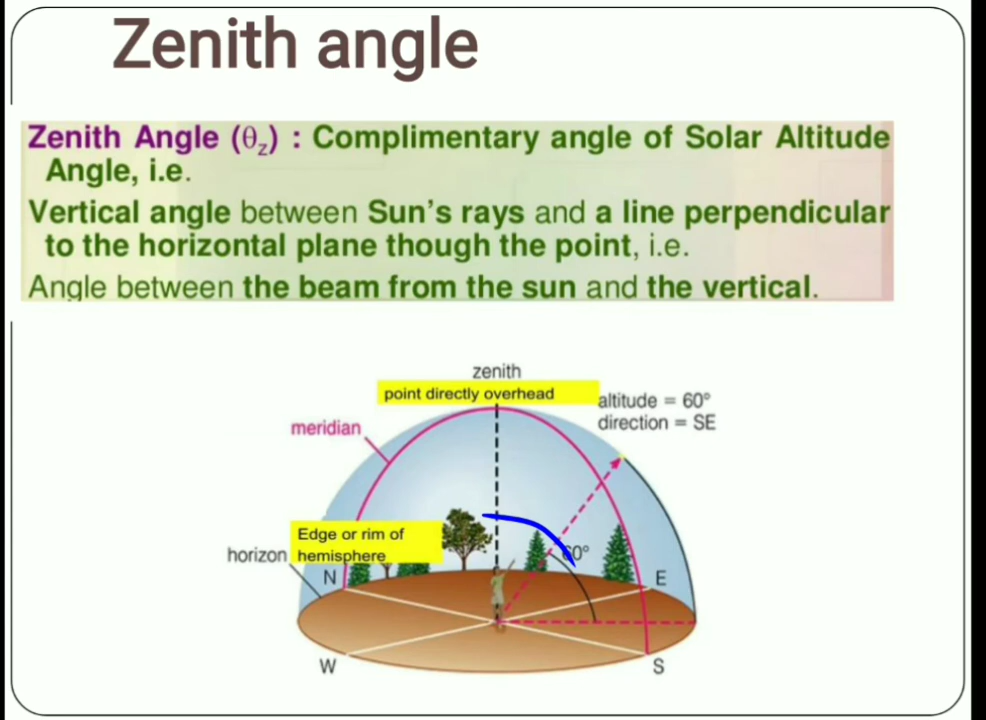 Zenith angle
Zenith Angle (θz) : Complimentary angle of Solar Altitude
Angle, i.e.
Vertical angle between Sun's rays and a line perpendicular
to the horizontal plane though the point, i.e.
Angle between the beam from the sun and the vertical.
zenith
point directly overhead
altitude = 60°
direction = SE
meridian
Edge or rim of
hemisphere
horizon
60°
N
E
W
S